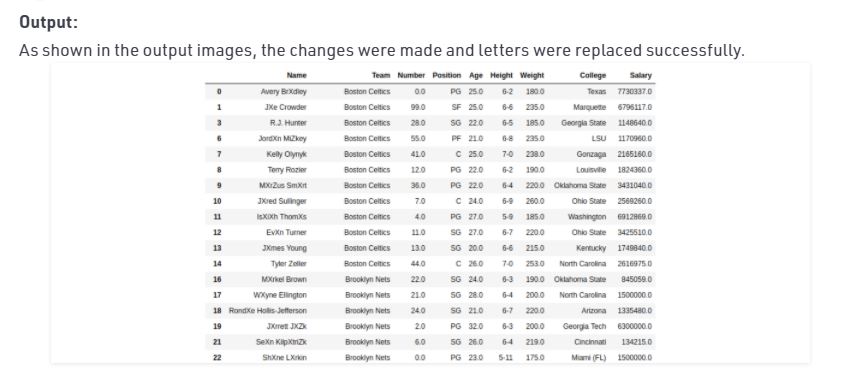 Output:
As shown in the output images, the changes were made and letters were replaced successfully.
Name Team Number Position Age Height Weight College Salary
0 Avery BrXdley Boston Celtics 0.0 PG 25.0 6-2 180.0 Texas 7730337.0
1 JXe Crowder Boston Celtics 99.0 SF 25.0 6-6 235.0 Marquette 6796117.0
3 R.J. Hunter Boston Celtics 28.0 SG 22.0 6-5 185.0 Georgia State 1148640.0
6 JordXn MiZkey Boston Celtics 55.0 PF 21.0 6-8 235.0 LSU 1170960.0
7 Kelly Olynyk Boston Celtics 41.0 C 25.0 7-0 238.0 Gonzaga 2165160.0
8 Terry Rozier Boston Celtics 12.0 PG 22.0 6-2 190.0 Louisville 1824360.0
9 MXrZus SmXrt Boston Celtics 36.0 PG 22.0 6-4 220.0 Oklahoma State 3431040.0
10 JXred Sullinger Boston Celtics 7.0 C 24.0 6-9 260.0 Ohio State 2569260.0
11 IsXiXh ThomXs Boston Celtics 4.0 PG 27.0 5-9 185.0 Washington 6912869.0
12 EvXn Turner Boston Celtics 11.0 SG 27.0 6-7 220.0 Ohio State 3425510.0
13 JXmes Young Boston Celtics 13.0 SG 20.0 6-6 215.0 Kentucky 1749840.0
14 Tyler Zeller Boston Celtics 44.0 C 26.0 7-0 253.0 North Carolina 2616975.0
16 MXrkel Brown Brooklyn Nets 22.0 SG 24.0 6-3 190.0 Oklahoma State 845059.0
17 WXyne Ellington Brooklyn Nets 21.0 SG 28.0 6-4 200.0 North Carolina 1500000.0
18 RondXe Hollis-Jefferson Brooklyn Nets 24.0 SG 21.0 6-7 220.0 Arizona 1335480.0
19 JXrrett JXZk Brooklyn Nets 2.0 PG 32.0 6-3 200.0 Georgia Tech 6300000.0
21 SeXn KilpXtriZk Brooklyn Nets 6.0 SG 26.0 6-4 219.0 Cincinnati 134215.0
22 ShXne LXrkin Brooklyn Nets 0.0 PG 23.0 5-11 175.0 Miami (FL) 1500000.0